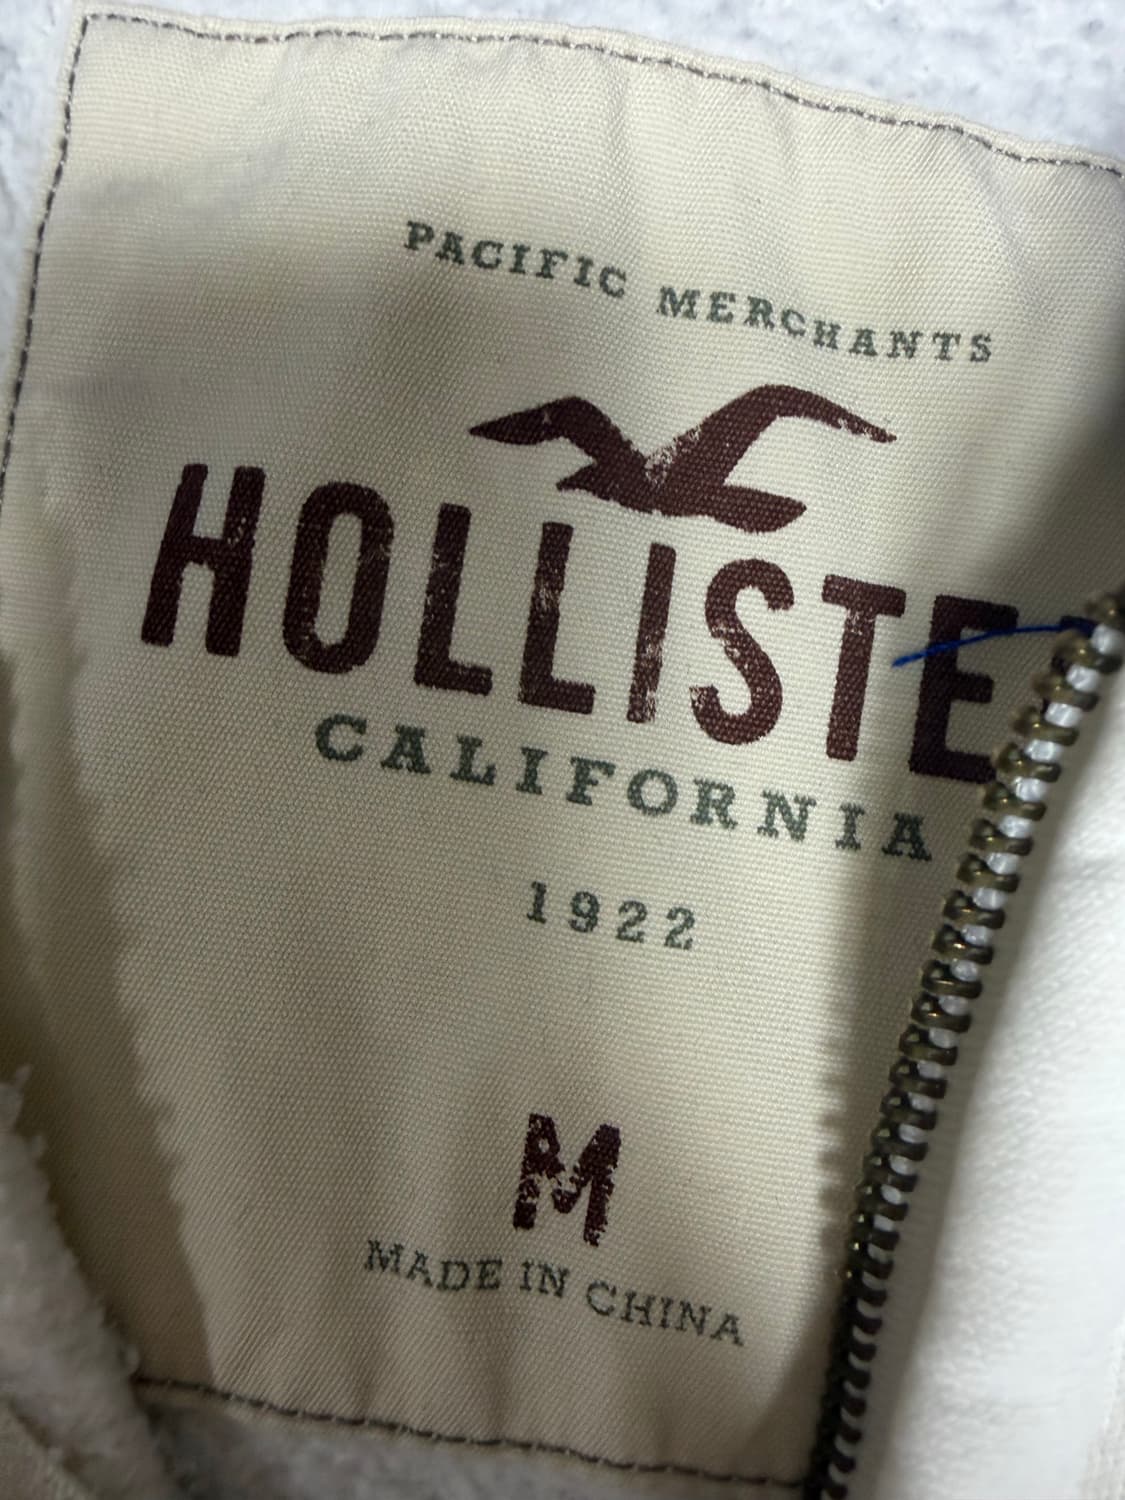 PACIFIC MERCHANTS
HOLLISTE
CALIFORNIA
1922
M
MADE IN CHINA